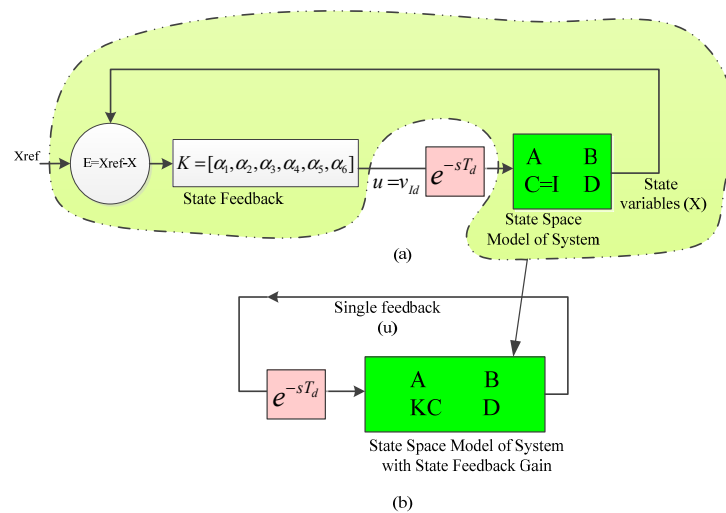 Xref
E=Xref-X
K = [α1,α2,α3,α4,α5,α6]
State Feedback
u = vId
e^-sTd
A B
C=I D
State
variables (X)
State Space
Model of System
(a)
Single feedback
(u)
e^-sTd
A B
KC D
State Space Model of System
with State Feedback Gain
(b)